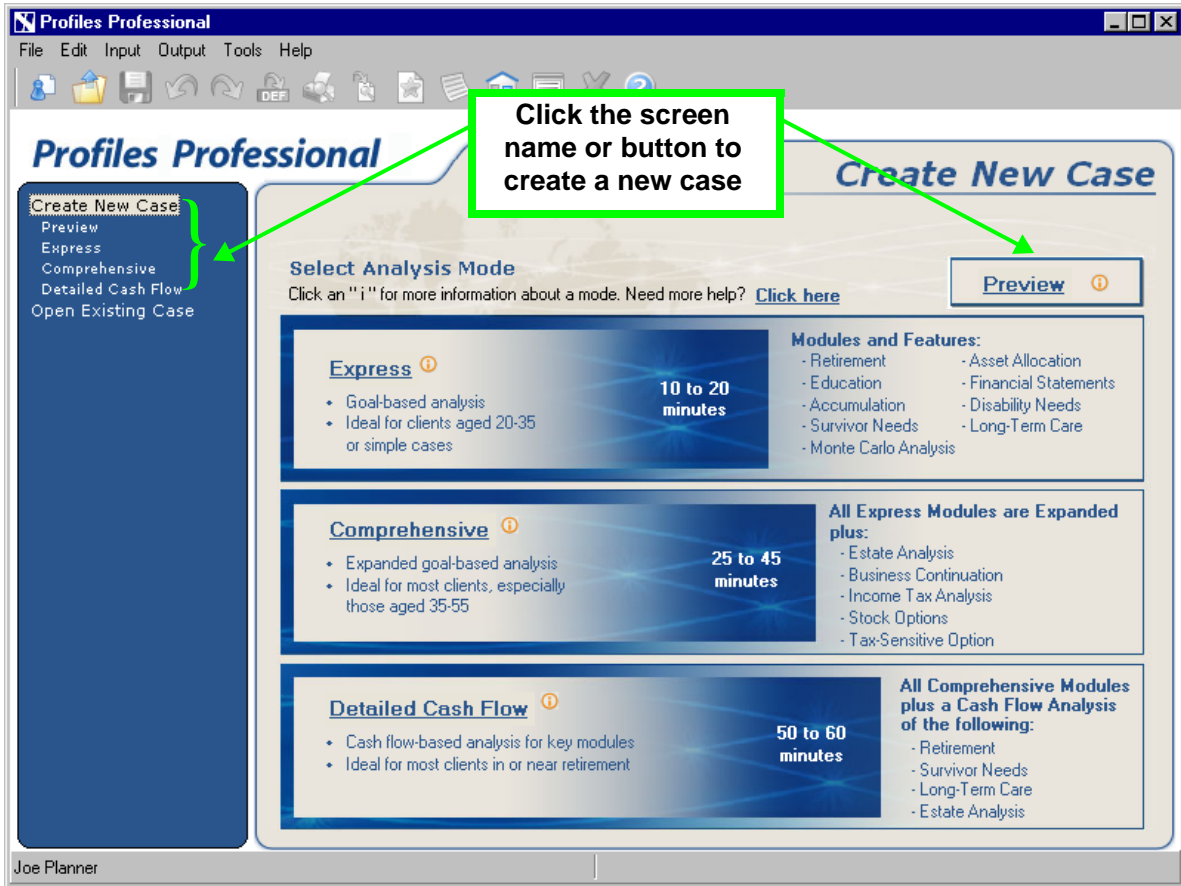 Profiles Professional
File Edit Input Output Tools Help
DEF
Click the screen
name or button to
create a new case
Profiles Professional
Create New Case
Create New Case
Preview
Express
Comprehensive
Detailed Cash Flow
Open Existing Case
Select Analysis Mode
Click an "i" for more information about a mode. Need more help? Click here
Preview i
Express i
• Goal-based analysis
• Ideal for clients aged 20-35
or simple cases
10 to 20
minutes
Modules and Features:
- Retirement
- Education
- Accumulation
- Survivor Needs
- Monte Carlo Analysis
- Asset Allocation
- Financial Statements
- Disability Needs
- Long-Term Care
Comprehensive i
• Expanded goal-based analysis
• Ideal for most clients, especially
those aged 35-55
25 to 45
minutes
All Express Modules are Expanded
plus:
- Estate Analysis
- Business Continuation
- Income Tax Analysis
- Stock Options
- Tax-Sensitive Option
Detailed Cash Flow i
• Cash flow-based analysis for key modules
• Ideal for most clients in or near retirement
50 to 60
minutes
All Comprehensive Modules
plus a Cash Flow Analysis
of the following:
- Retirement
- Survivor Needs
- Long-Term Care
- Estate Analysis
Joe Planner